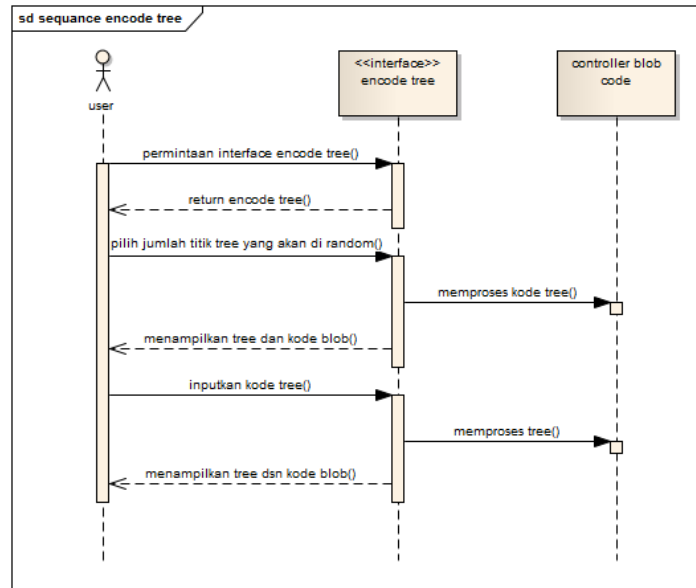 sd sequance encode tree
user
<<interface>>
encode tree
controller blob
code
permintaan interface encode tree()
return encode tree()
pilih jumlah titik tree yang akan di random()
memproses kode tree()
menampilkan tree dan kode blob()
inputkan kode tree()
memproses tree()
menampilkan tree dsn kode blob()